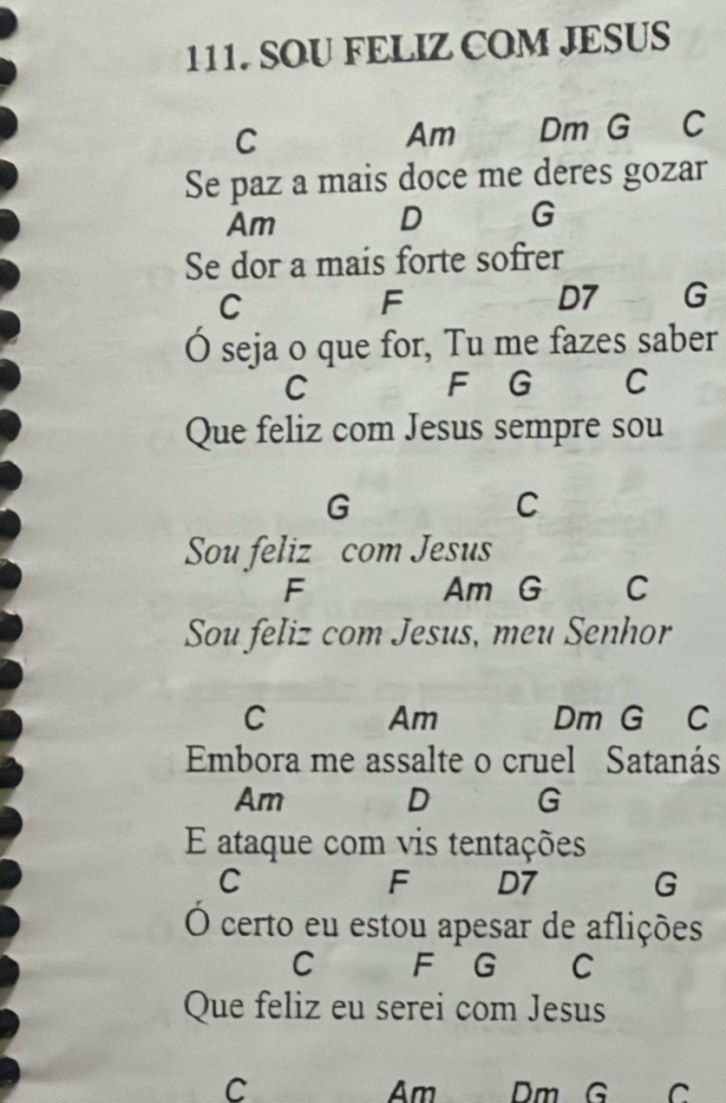 111. SOU FELIZ COM JESUS
C Am Dm G C
Se paz a mais doce me deres gozar
Am D G
Se dor a mais forte sofrer
C F D7 G
Ó seja o que for, Tu me fazes saber
C F G C
Que feliz com Jesus sempre sou
G C
Sou feliz com Jesus
F Am G C
Sou feliz com Jesus, meu Senhor
C Am Dm G C
Embora me assalte o cruel Satanás
Am D G
E ataque com vis tentações
C F D7 G
Ó certo eu estou apesar de aflições
C F G C
Que feliz eu serei com Jesus
C Am Dm G C